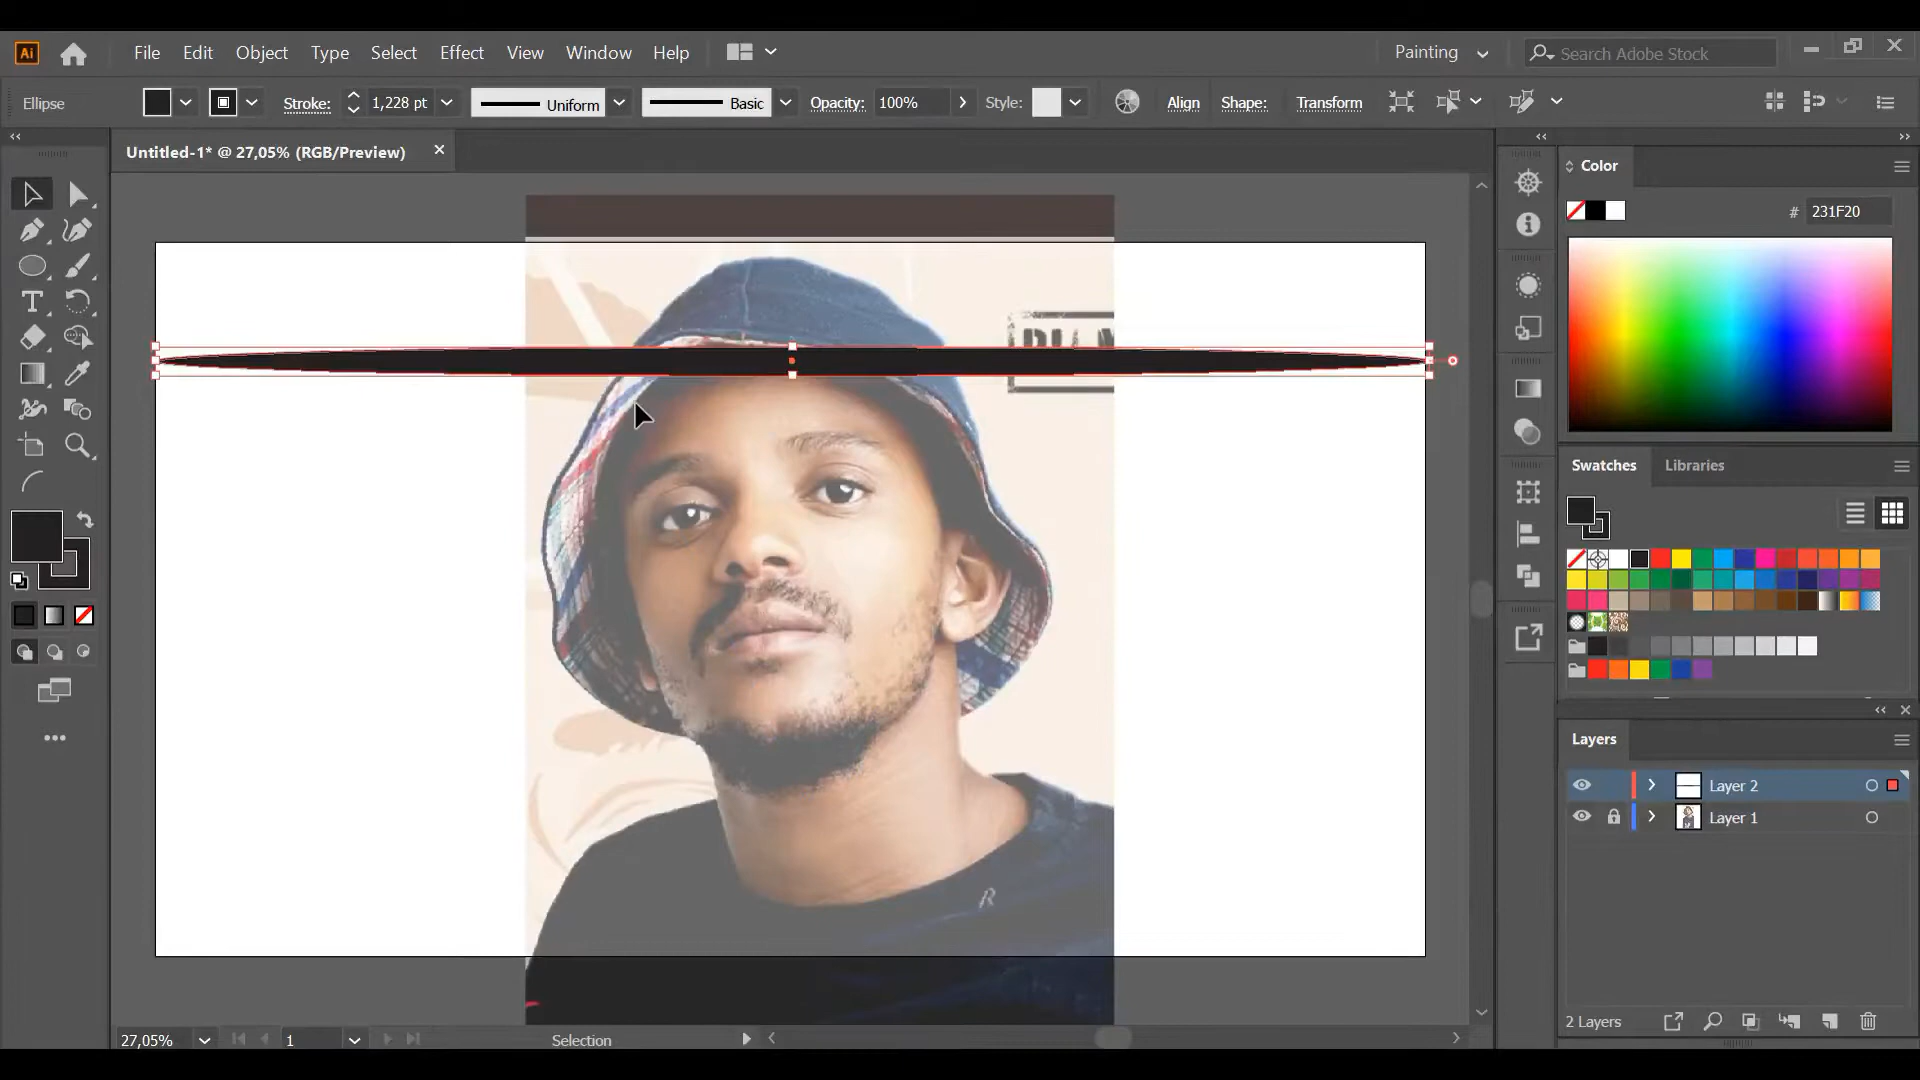 Ai File Edit Object Type Select Effect View Window Help Painting Search Adobe Stock
Ellipse Stroke: 1,228 pt Uniform Basic Opacity: 100% Style: Align Shape: Transform
Untitled-1* @ 27,05% (RGB/Preview)
Color
# 231F20
Swatches Libraries
Layers
Layer 2
Layer 1
2 Layers
R
27,05% 1 Selection